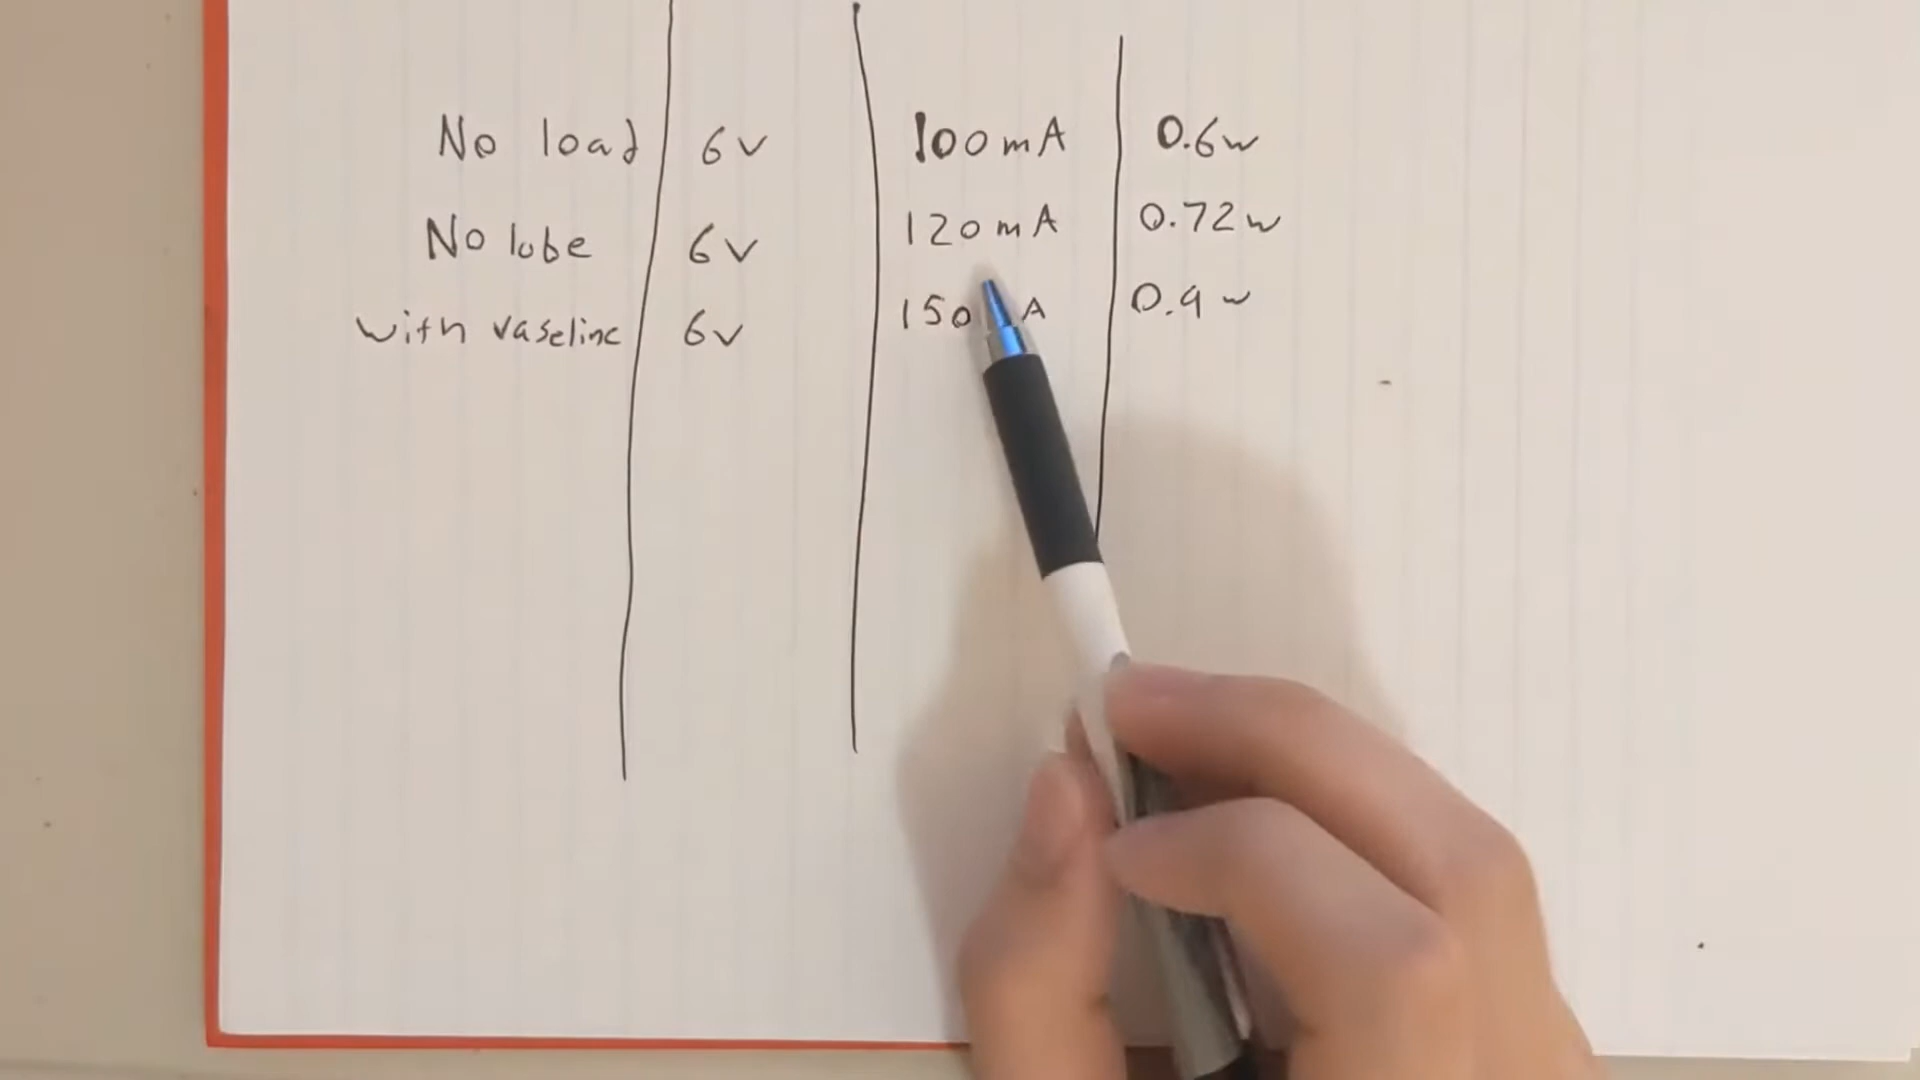 No load 6v 100mA 0.6w
No lube 6v 120mA 0.72w
with vaseline 6v 150 A 0.9w